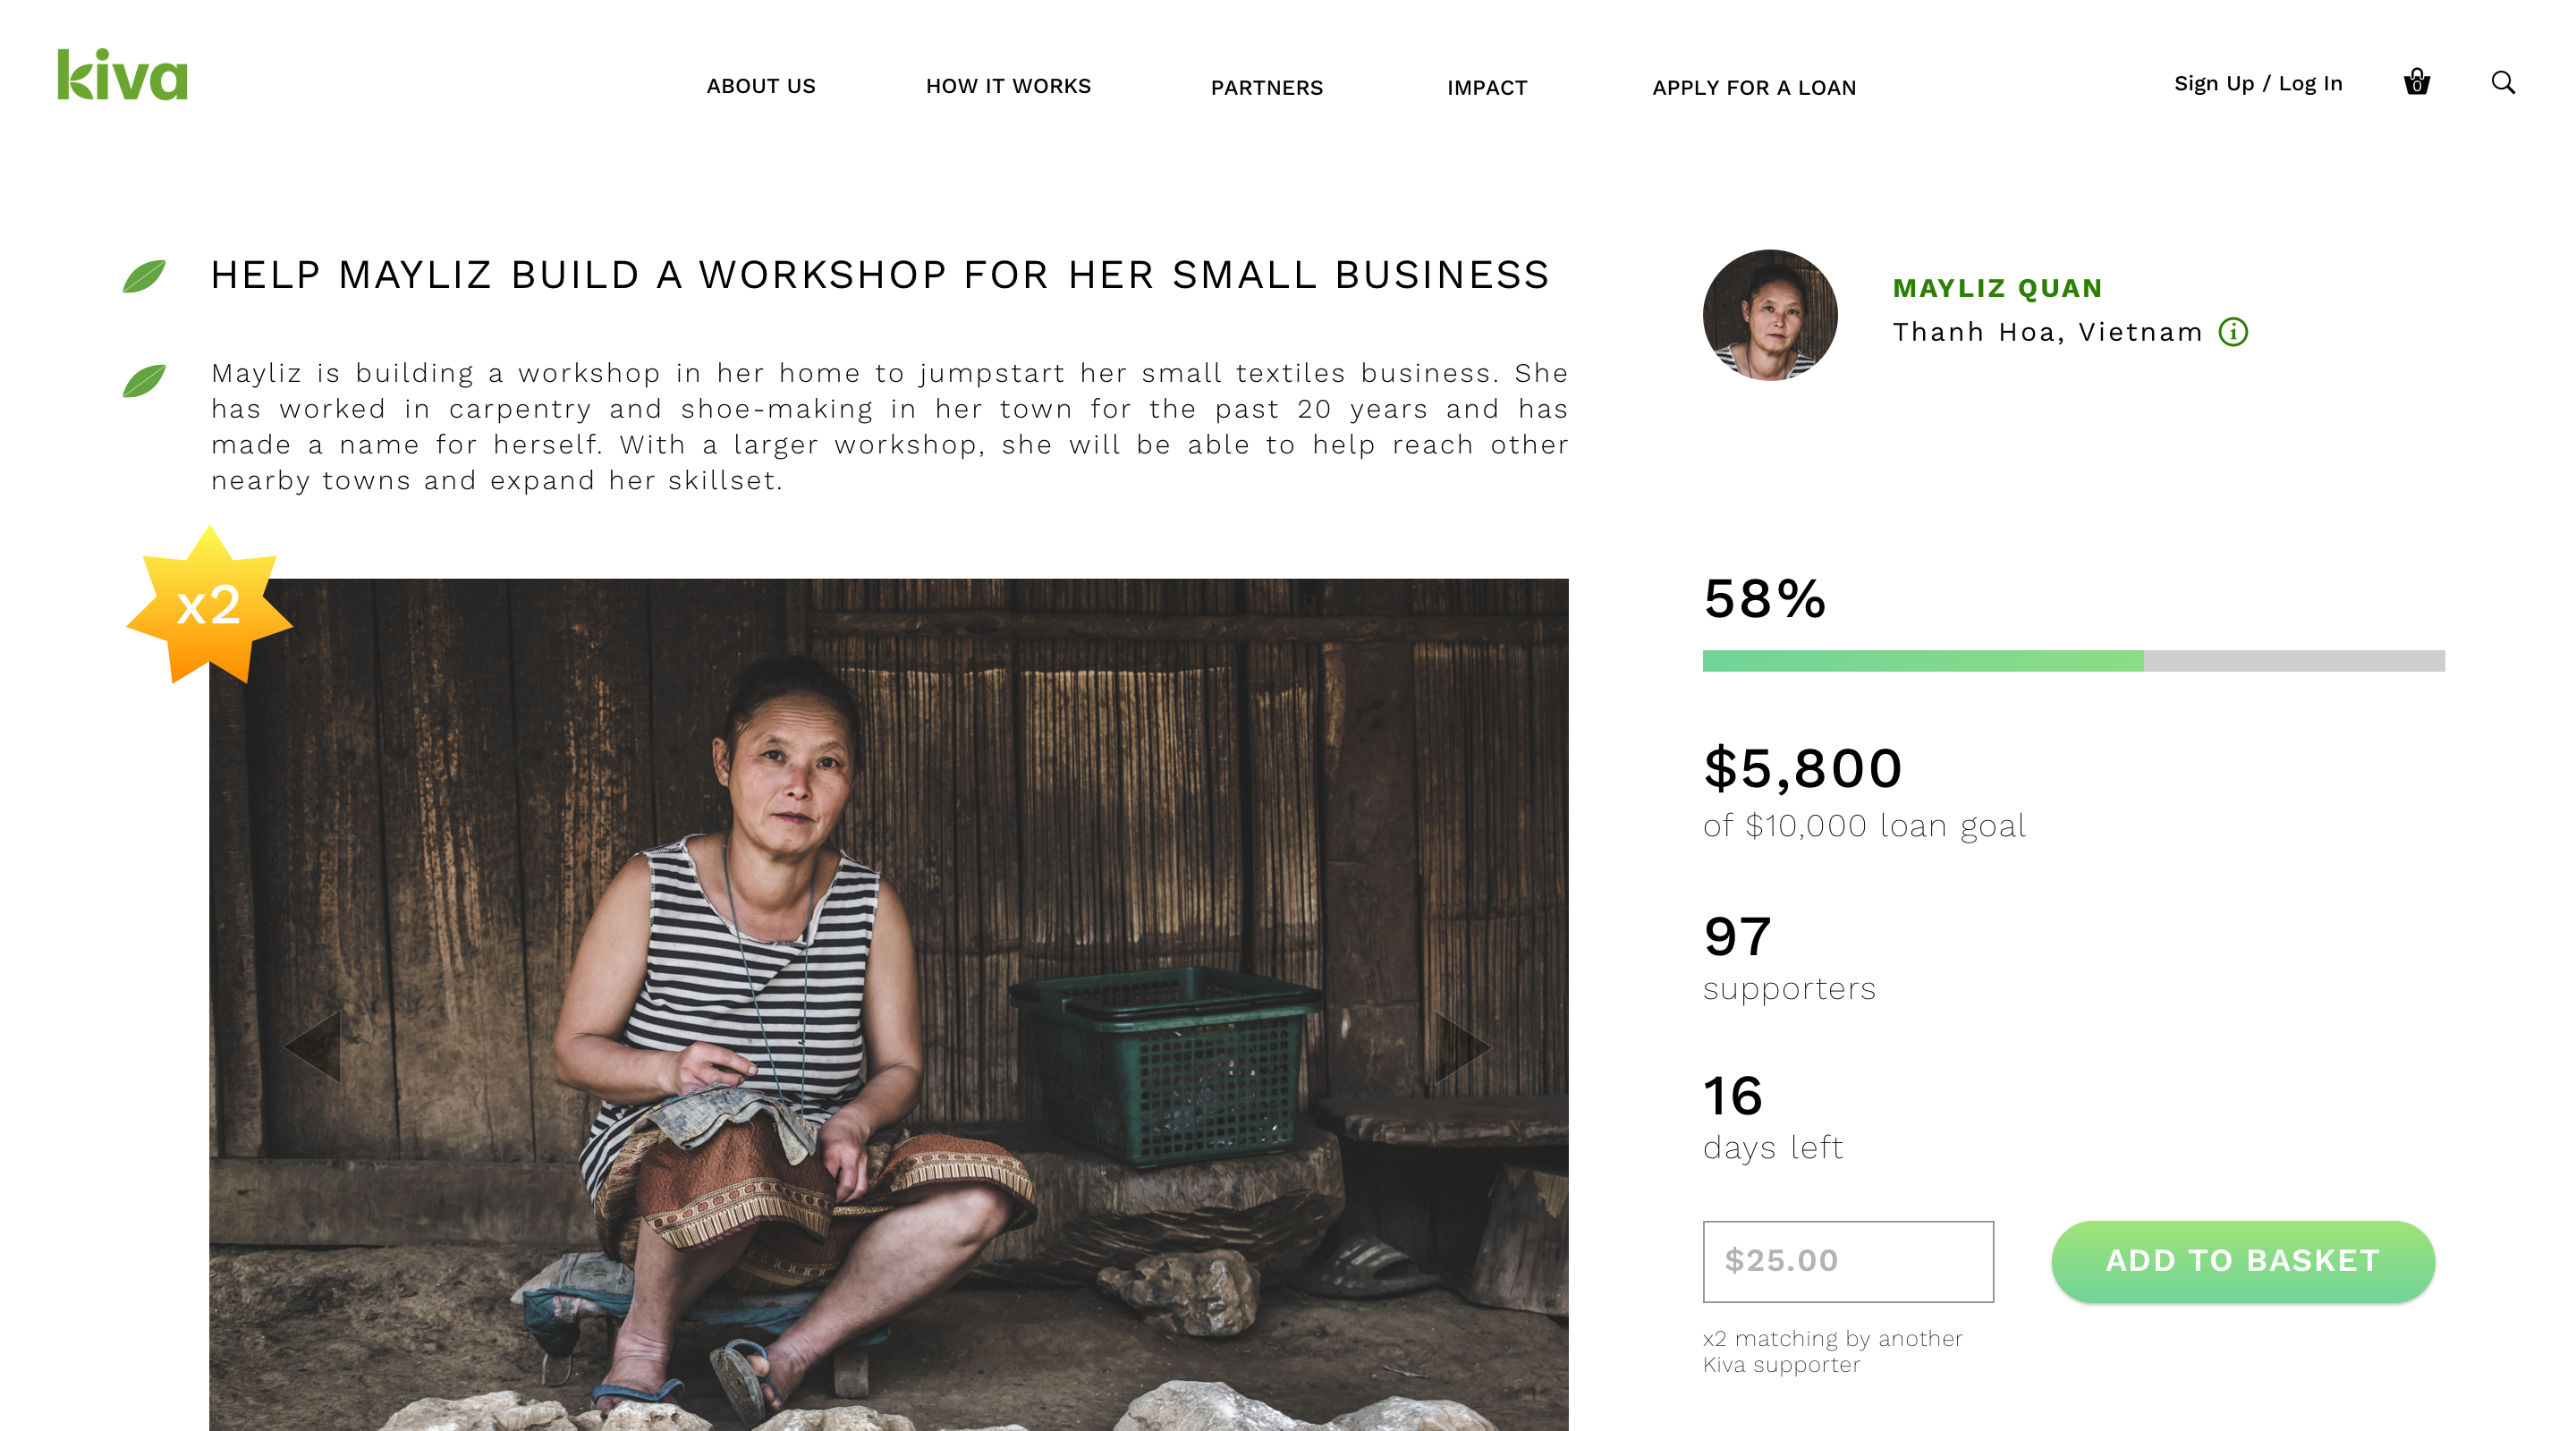 kiva
ABOUT US
HOW IT WORKS
PARTNERS
IMPACT
APPLY FOR A LOAN
Sign Up / Log In
0
HELP MAYLIZ BUILD A WORKSHOP FOR HER SMALL BUSINESS
Mayliz is building a workshop in her home to jumpstart her small textiles business. She
has worked in carpentry and shoe-making in her town for the past 20 years and has
made a name for herself. With a larger workshop, she will be able to help reach other
nearby towns and expand her skillset.
x2
MAYLIZ QUAN
Thanh Hoa, Vietnam
i
58%
$5,800
of $10,000 loan goal
97
supporters
16
days left
$25.00
ADD TO BASKET
x2 matching by another
Kiva supporter